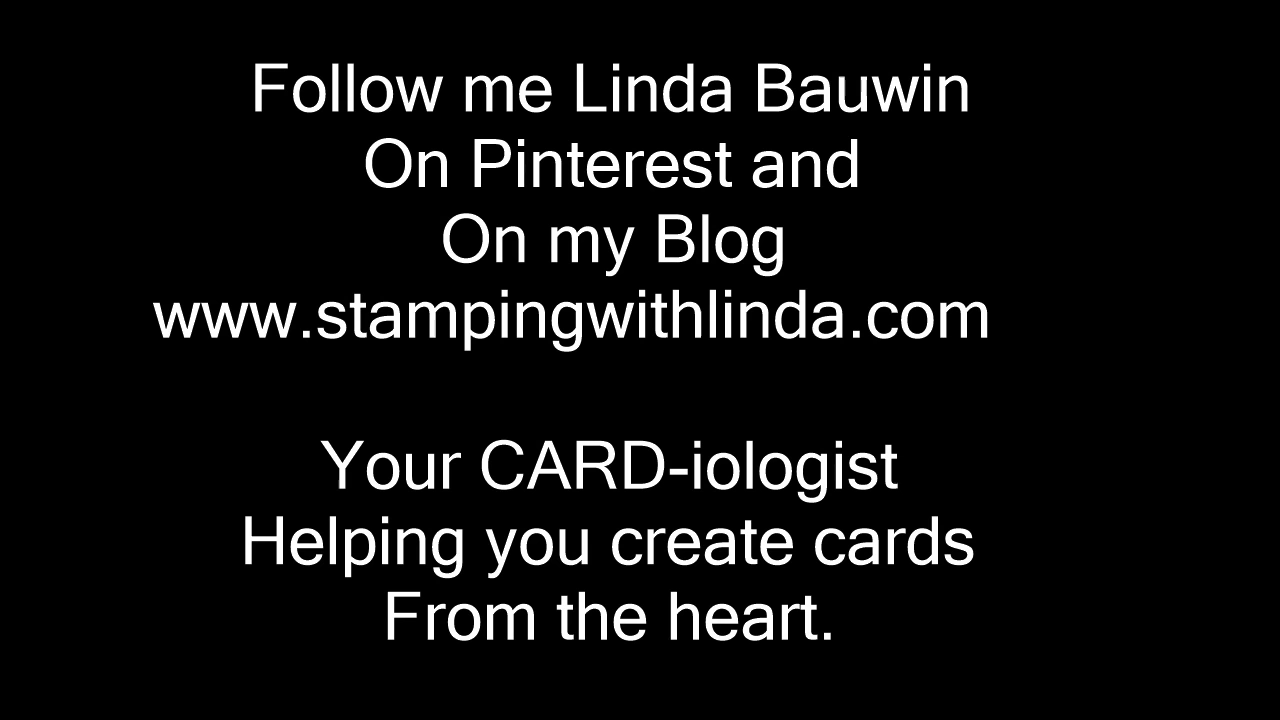 Follow me Linda Bauwin
On Pinterest and
On my Blog
www.stampingwithlinda.com
Your CARD-iologist
Helping you create cards
From the heart.